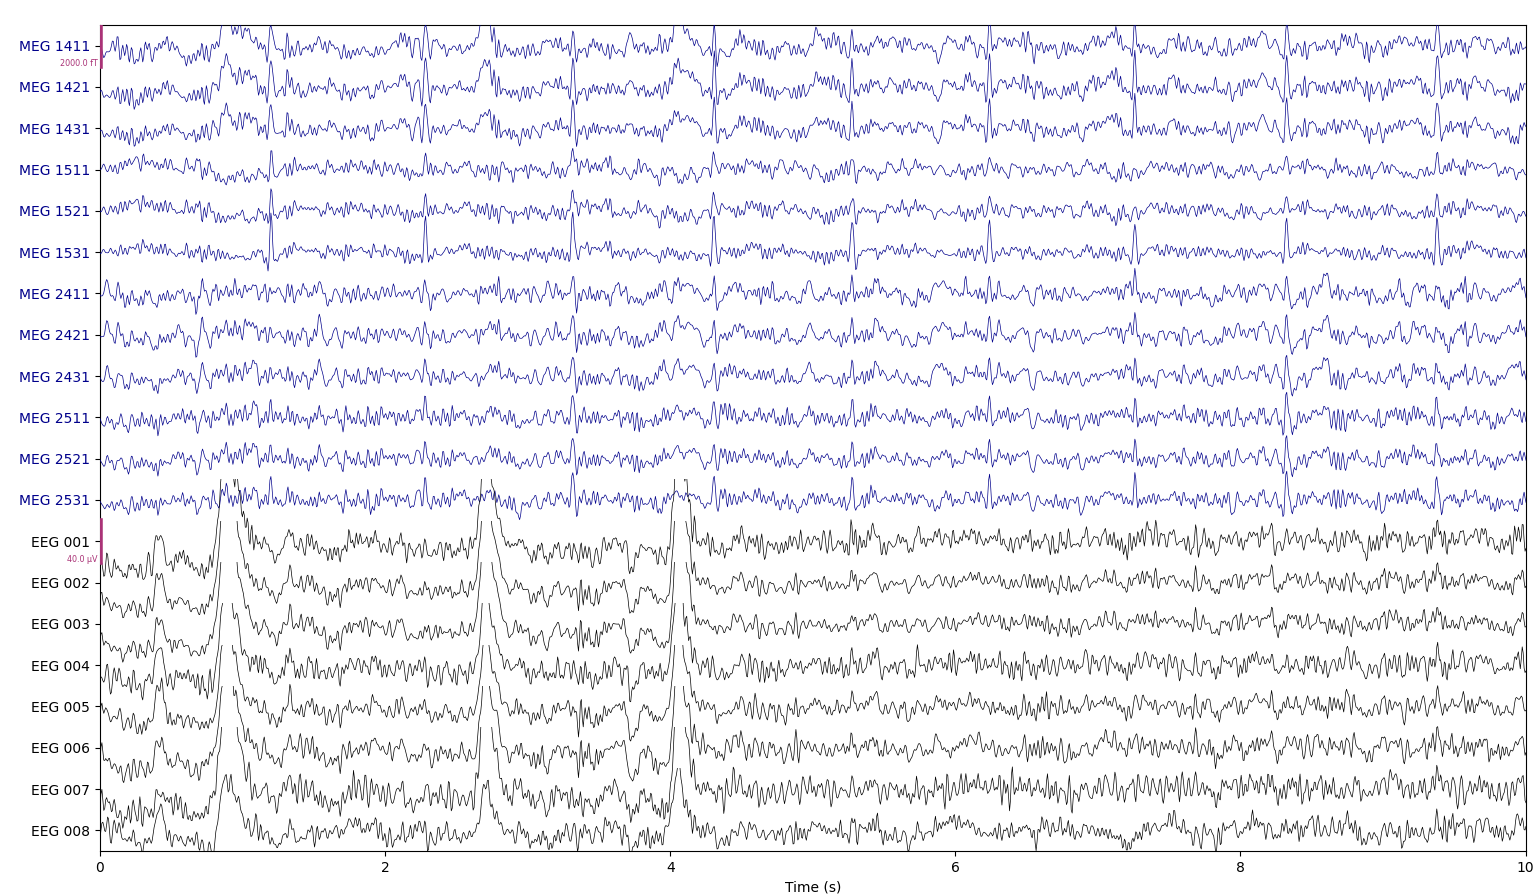 MEG 1411
2000.0 fT
MEG 1421
MEG 1431
MEG 1511
MEG 1521
MEG 1531
MEG 2411
MEG 2421
MEG 2431
MEG 2511
MEG 2521
MEG 2531
EEG 001
40.0 µV
EEG 002
EEG 003
EEG 004
EEG 005
EEG 006
EEG 007
EEG 008
0 2 4 6 8 10
Time (s)